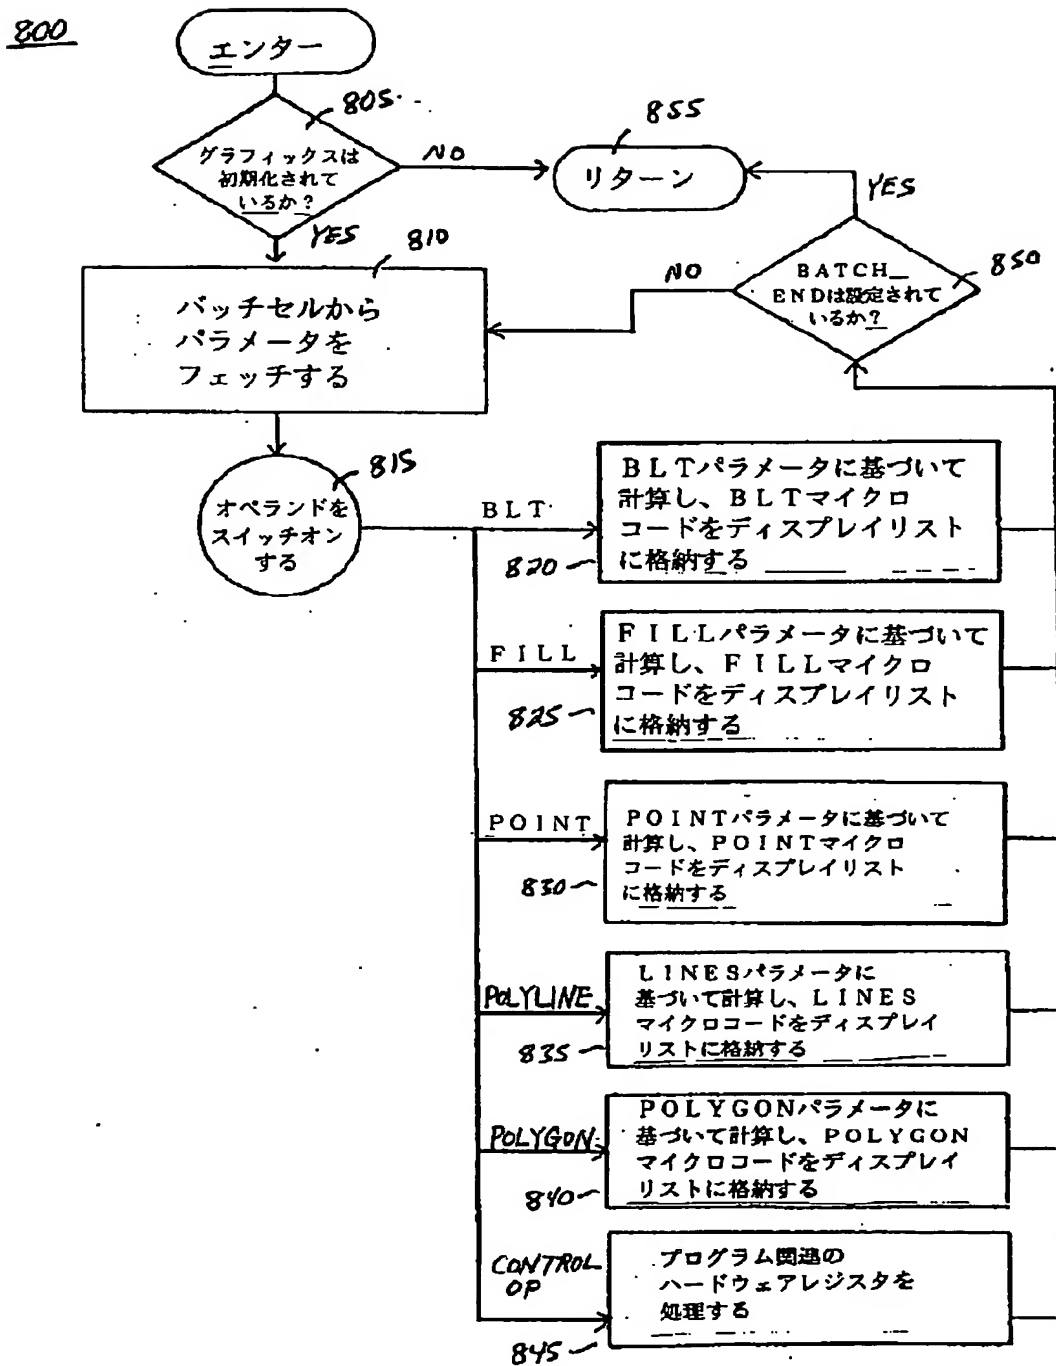 800
エンター
805
グラフィックスは
初期化されて
いるか?
NO
YES
855
リターン
YES
810
バッチセルから
パラメータを
フェッチする
NO
BATCH_
ENDは設定されて
いるか?
850
815
オペランドを
スイッチオン
する
BLT
BLTパラメータに基づいて
計算し、BLTマイクロ
コードをディスプレイリスト
に格納する
820
FILL
FILLパラメータに基づいて
計算し、FILLマイクロ
コードをディスプレイリスト
に格納する
825
POINT
POINTパラメータに基づいて
計算し、POINTマイクロ
コードをディスプレイリスト
に格納する
830
POLYLINE
LINESパラメータに
基づいて計算し、LINES
マイクロコードをディスプレイ
リストに格納する
835
POLYGON
POLYGONパラメータに
基づいて計算し、POLYGON
マイクロコードをディスプレイ
リストに格納する
840
CONTROL
OP
プログラム関連の
ハードウェアレジスタを
処理する
845